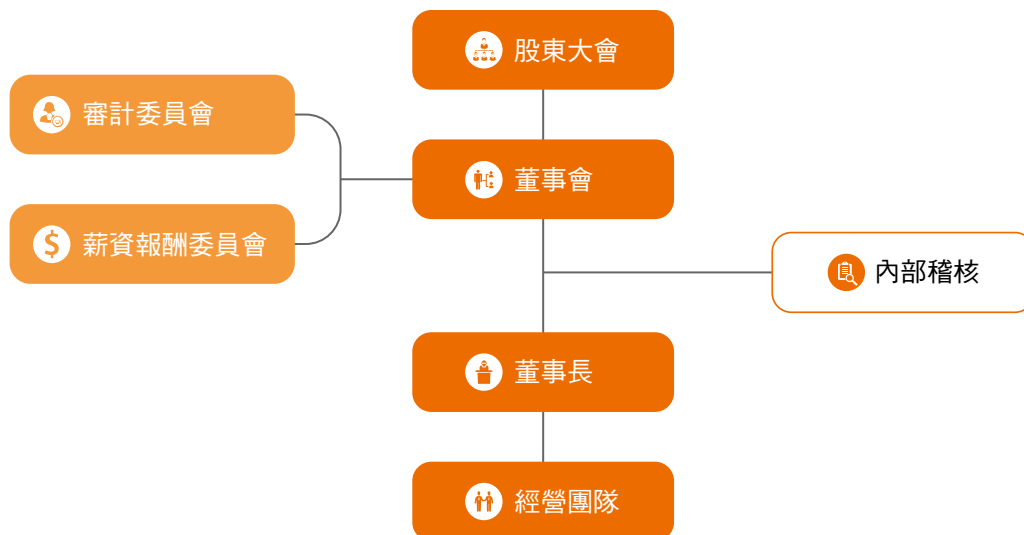 股東大會
審計委員會
董事會
薪資報酬委員會
內部稽核
董事長
經營團隊